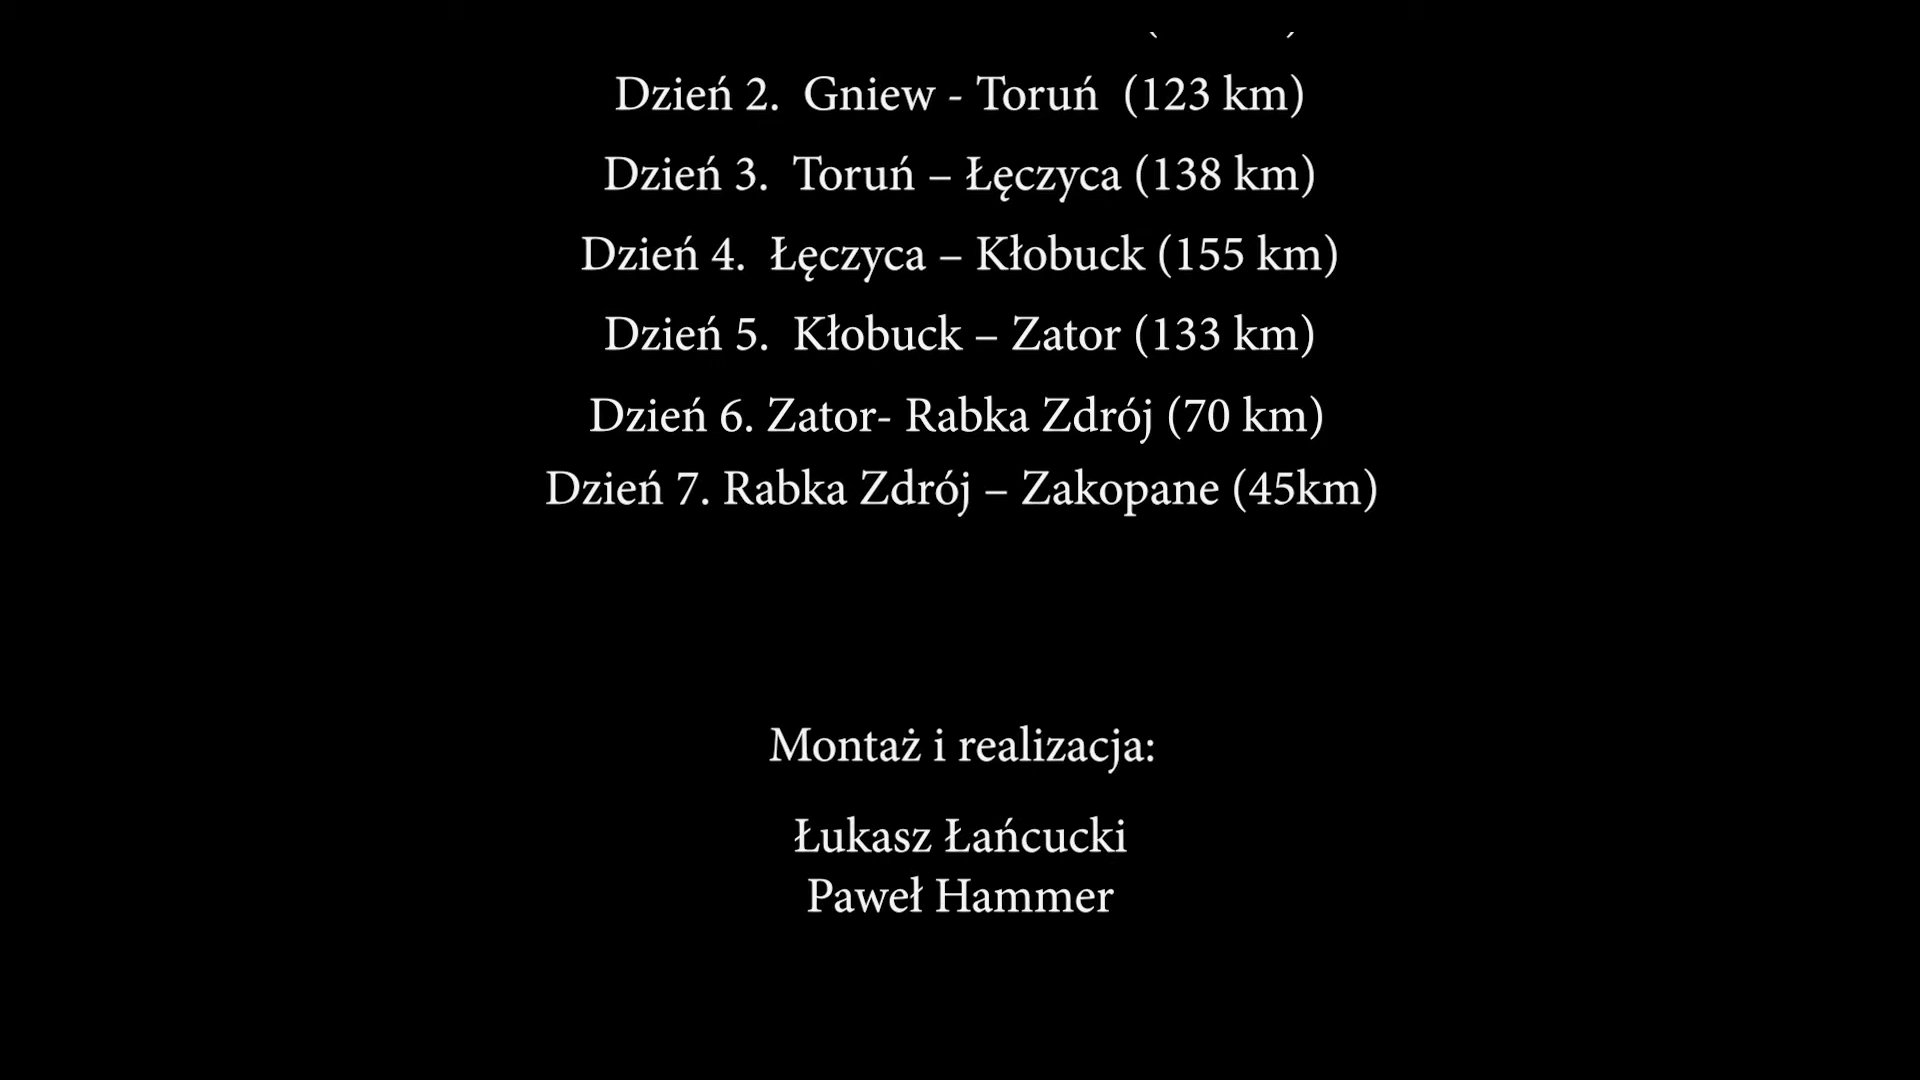 Dzień 2. Gniew - Toruń (123 km)
Dzień 3. Toruń – Łęczyca (138 km)
Dzień 4. Łęczyca – Kłobuck (155 km)
Dzień 5. Kłobuck – Zator (133 km)
Dzień 6. Zator- Rabka Zdrój (70 km)
Dzień 7. Rabka Zdrój – Zakopane (45km)
Montaż i realizacja:
Łukasz Łańcucki
Paweł Hammer